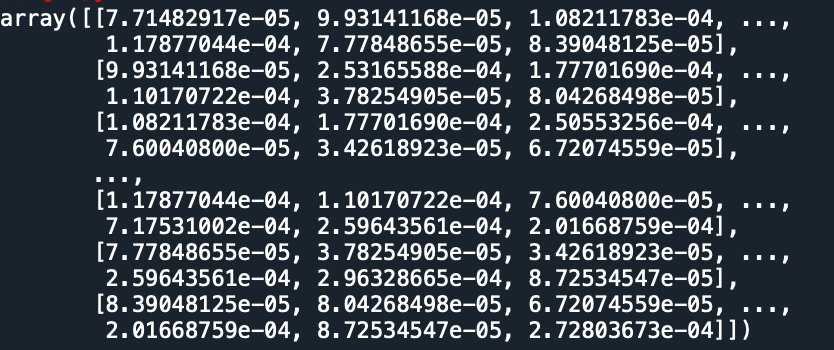 array([[7.71482917e-05, 9.93141168e-05, 1.08211783e-04, ...,
1.17877044e-04, 7.77848655e-05, 8.39048125e-05],
[9.93141168e-05, 2.53165588e-04, 1.77701690e-04, ...,
1.10170722e-04, 3.78254905e-05, 8.04268498e-05],
[1.08211783e-04, 1.77701690e-04, 2.50553256e-04, ...,
7.60040800e-05, 3.42618923e-05, 6.72074559e-05],
...,
[1.17877044e-04, 1.10170722e-04, 7.60040800e-05, ...,
7.17531002e-04, 2.59643561e-04, 2.01668759e-04],
[7.77848655e-05, 3.78254905e-05, 3.42618923e-05, ...,
2.59643561e-04, 2.96328665e-04, 8.72534547e-05],
[8.39048125e-05, 8.04268498e-05, 6.72074559e-05, ...,
2.01668759e-04, 8.72534547e-05, 2.72803673e-04]])